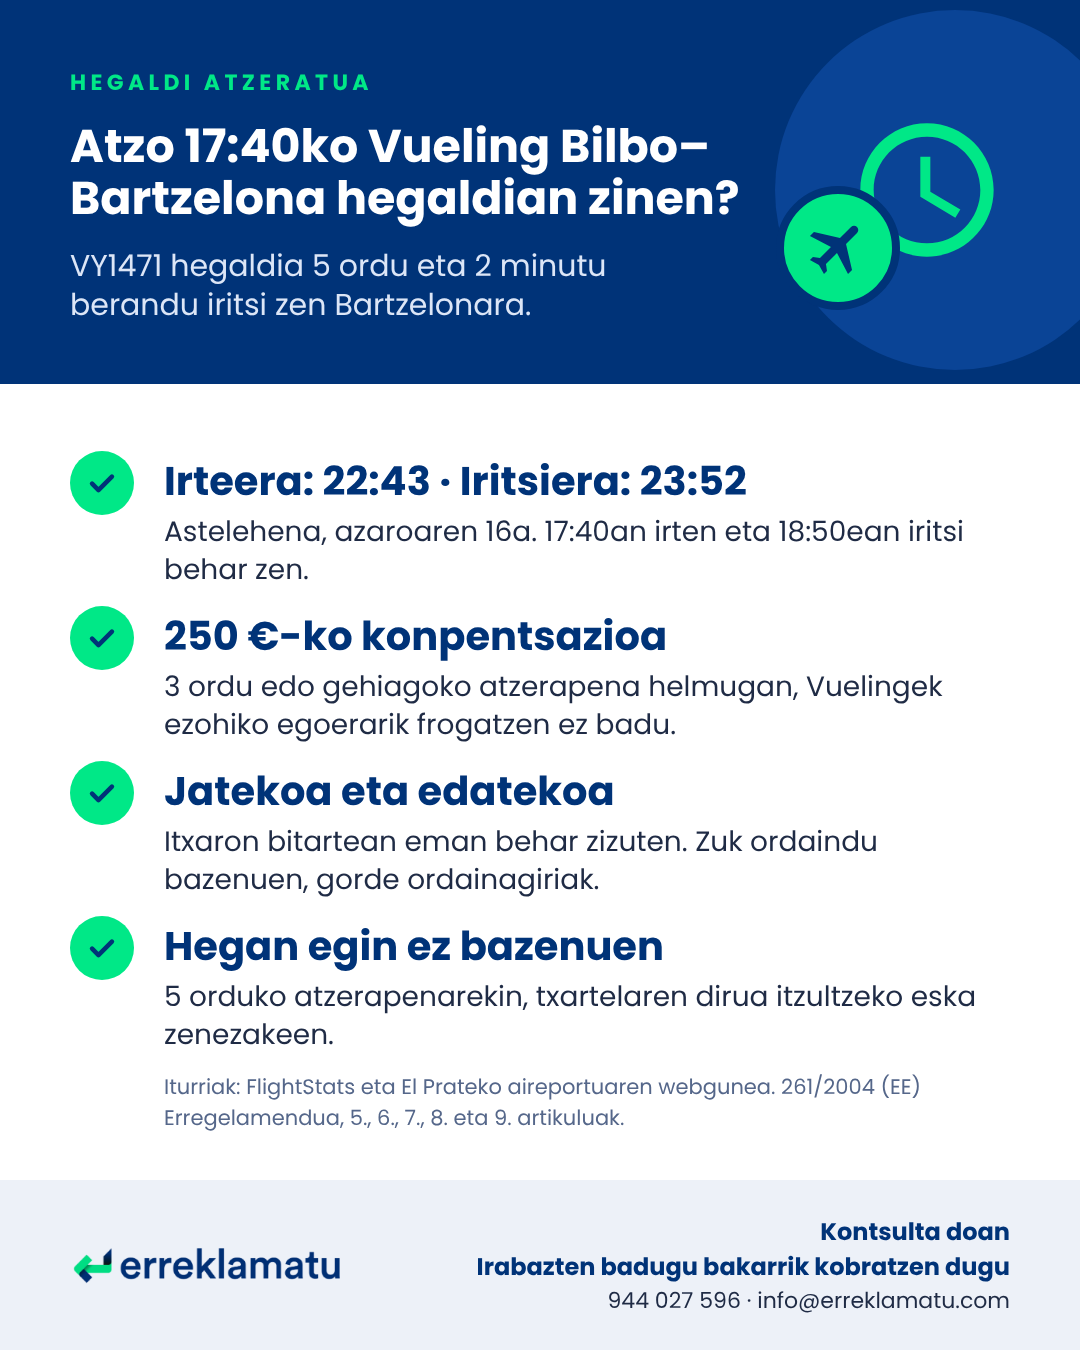 HEGALDI ATZERATUA
Atzo 17:40ko Vueling Bilbo–
Bartzelona hegaldian zinen?
VY1471 hegaldia 5 ordu eta 2 minutu
berandu iritsi zen Bartzelonara.
Irteera: 22:43 · Iritsiera: 23:52
Astelehena, azaroaren 16a. 17:40an irten eta 18:50ean iritsi
behar zen.
250 €-ko konpentsazioa
3 ordu edo gehiagoko atzerapena helmugan, Vuelingek
ezohiko egoerarik frogatzen ez badu.
Jatekoa eta edatekoa
Itxaron bitartean eman behar zizuten. Zuk ordaindu
bazenuen, gorde ordainagiriak.
Hegan egin ez bazenuen
5 orduko atzerapenarekin, txartelaren dirua itzultzeko eska
zenezakeen.
Iturriak: FlightStats eta El Prateko aireportuaren webgunea. 261/2004 (EE)
Erregelamendua, 5., 6., 7., 8. eta 9. artikuluak.
erreklamatu
Kontsulta doan
Irabazten badugu bakarrik kobratzen dugu
944 027 596 · info@erreklamatu.com